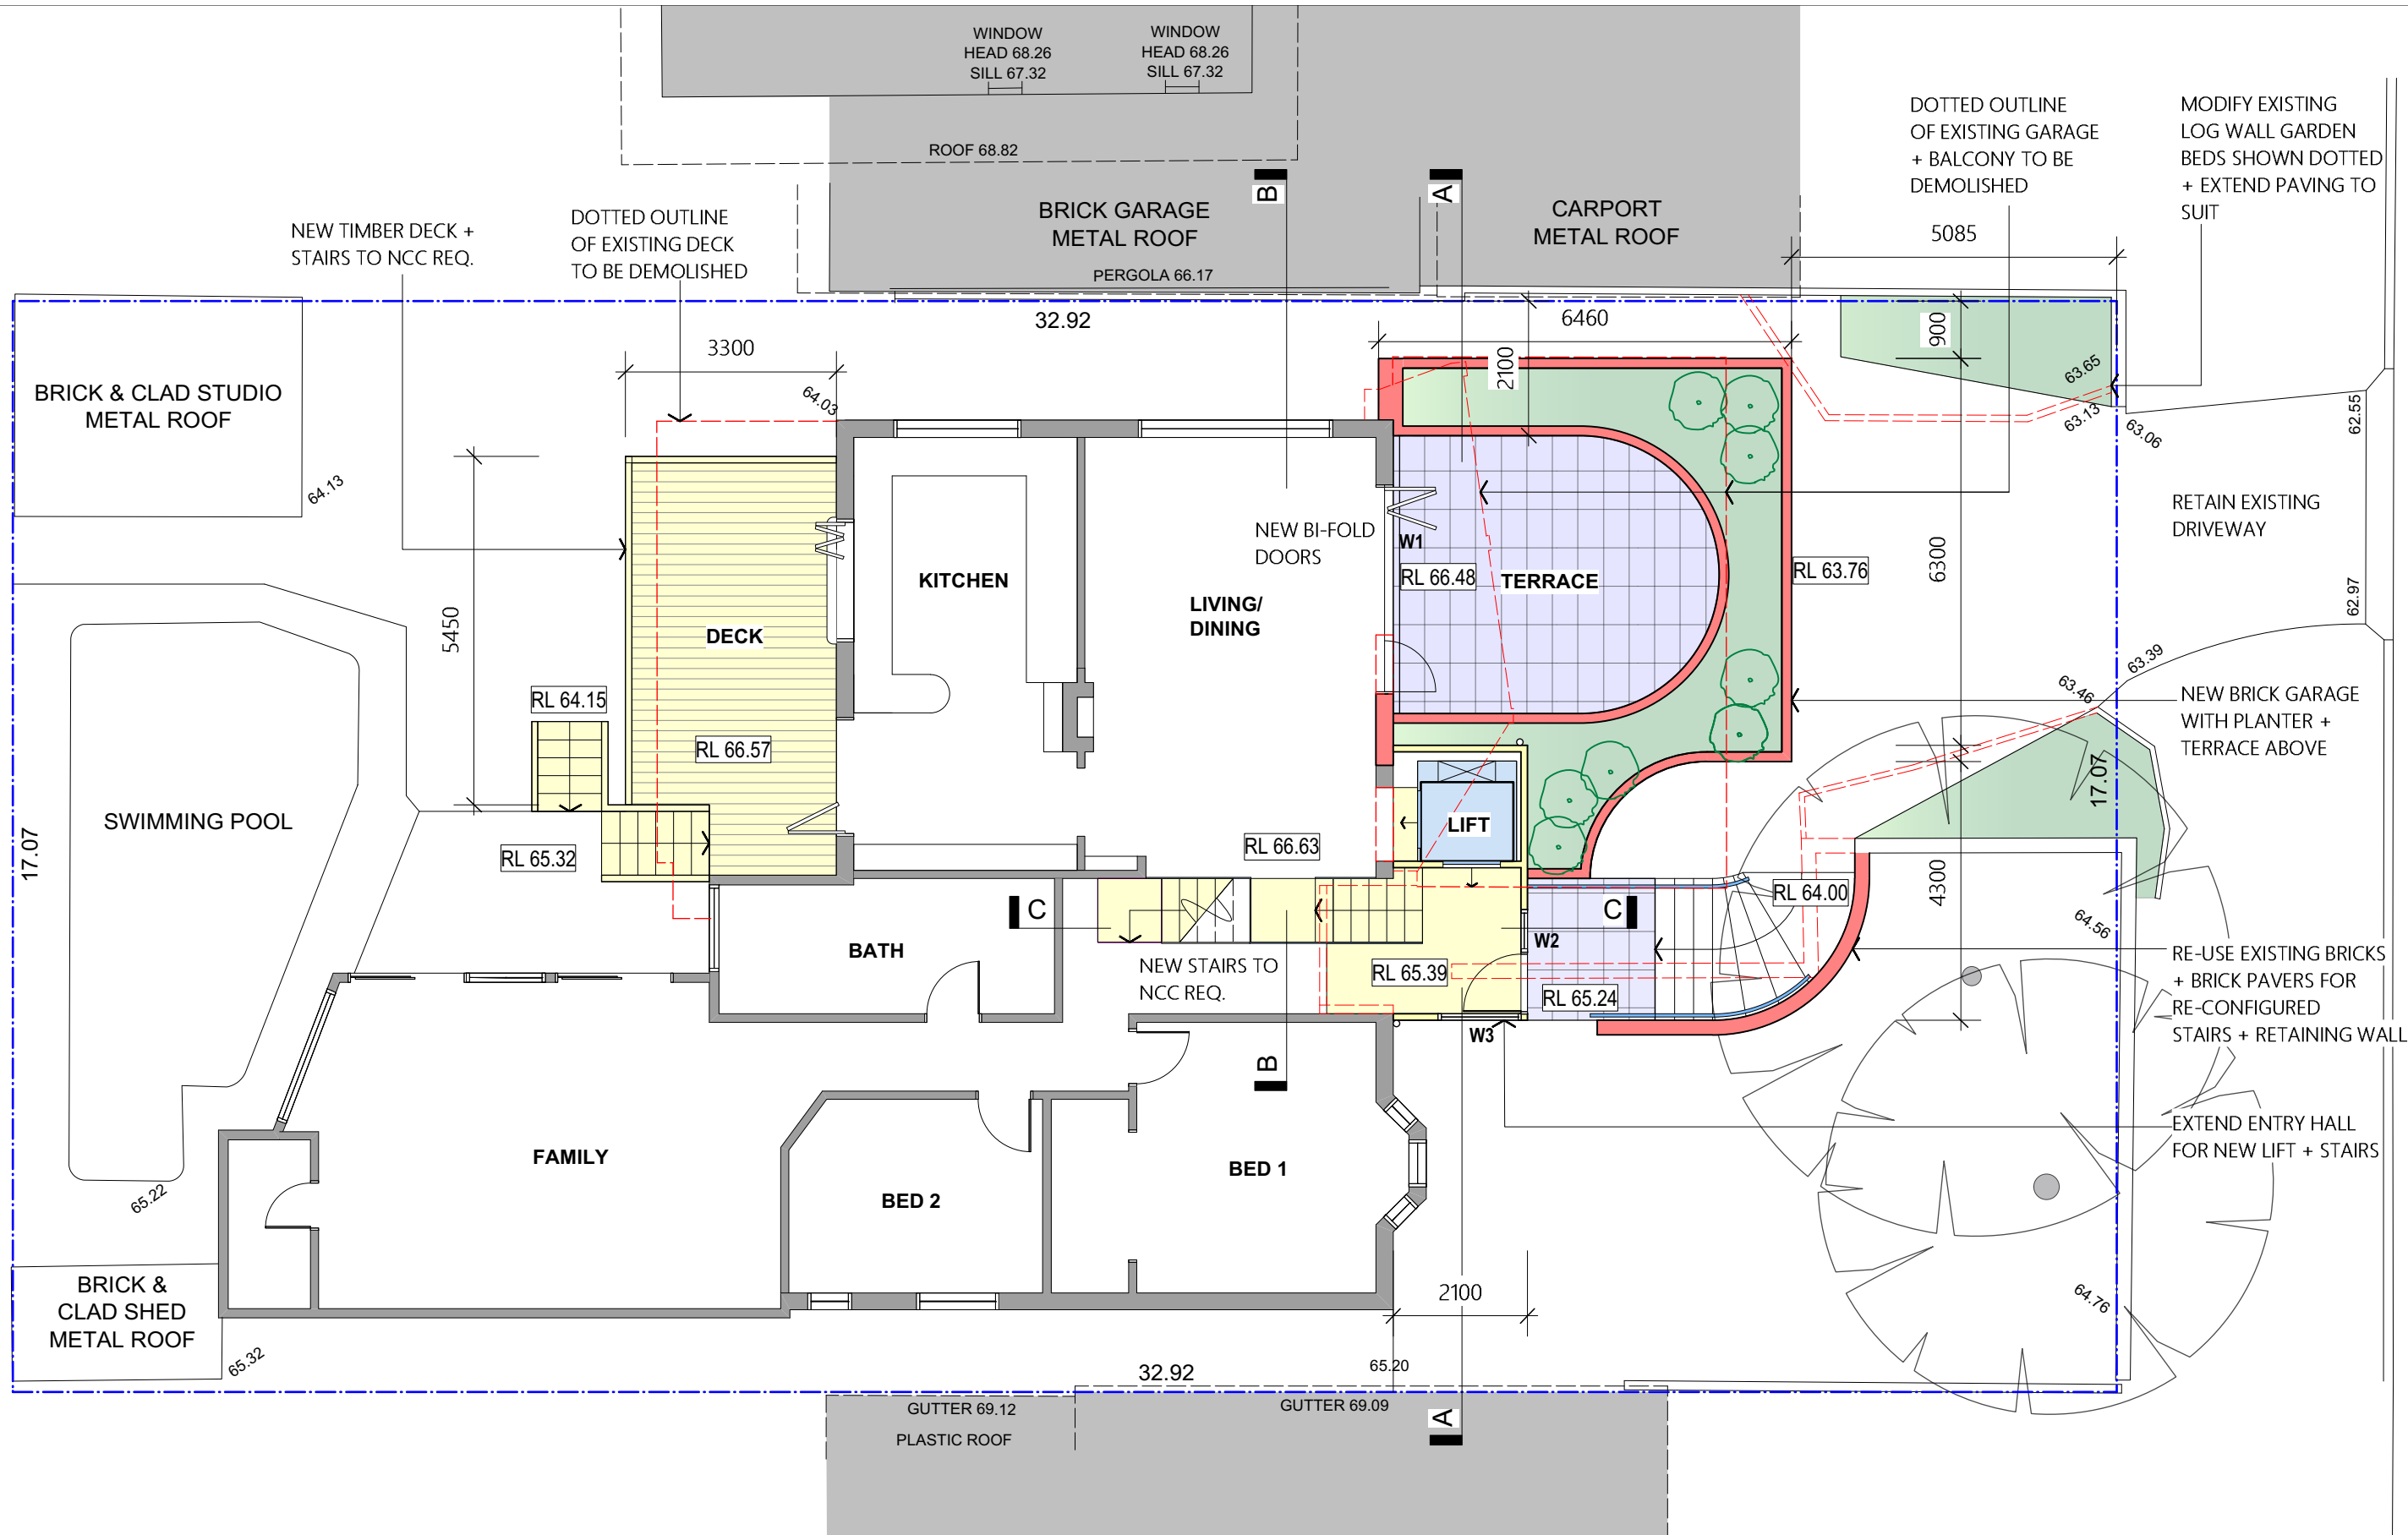 WINDOW
HEAD 68.26
SILL 67.32
WINDOW
HEAD 68.26
SILL 67.32
ROOF 68.82
BRICK GARAGE
METAL ROOF
PERGOLA 66.17
B
A
CARPORT
METAL ROOF
DOTTED OUTLINE
OF EXISTING GARAGE
+ BALCONY TO BE
DEMOLISHED
MODIFY EXISTING
LOG WALL GARDEN
BEDS SHOWN DOTTED
+ EXTEND PAVING TO
SUIT
NEW TIMBER DECK +
STAIRS TO NCC REQ.
DOTTED OUTLINE
OF EXISTING DECK
TO BE DEMOLISHED
5085
32.92
6460
900
3300
2100
BRICK & CLAD STUDIO
METAL ROOF
64.03
64.13
63.65
63.13
63.06
62.55
RETAIN EXISTING
DRIVEWAY
NEW BI-FOLD
DOORS
W1
KITCHEN
RL 66.48
TERRACE
RL 63.76
6300
62.97
LIVING/
DINING
5450
DECK
63.39
63.46
RL 64.15
RL 66.57
NEW BRICK GARAGE
WITH PLANTER +
TERRACE ABOVE
17.07
SWIMMING POOL
17.07
LIFT
RL 66.63
RL 65.32
RL 64.00
4300
C
C
64.56
BATH
W2
NEW STAIRS TO
NCC REQ.
RL 65.39
RL 65.24
RE-USE EXISTING BRICKS
+ BRICK PAVERS FOR
RE-CONFIGURED
STAIRS + RETAINING WALL
W3
B
EXTEND ENTRY HALL
FOR NEW LIFT + STAIRS
FAMILY
BED 1
BED 2
65.22
BRICK &
CLAD SHED
METAL ROOF
65.32
2100
64.76
32.92
65.20
GUTTER 69.12
GUTTER 69.09
PLASTIC ROOF
A